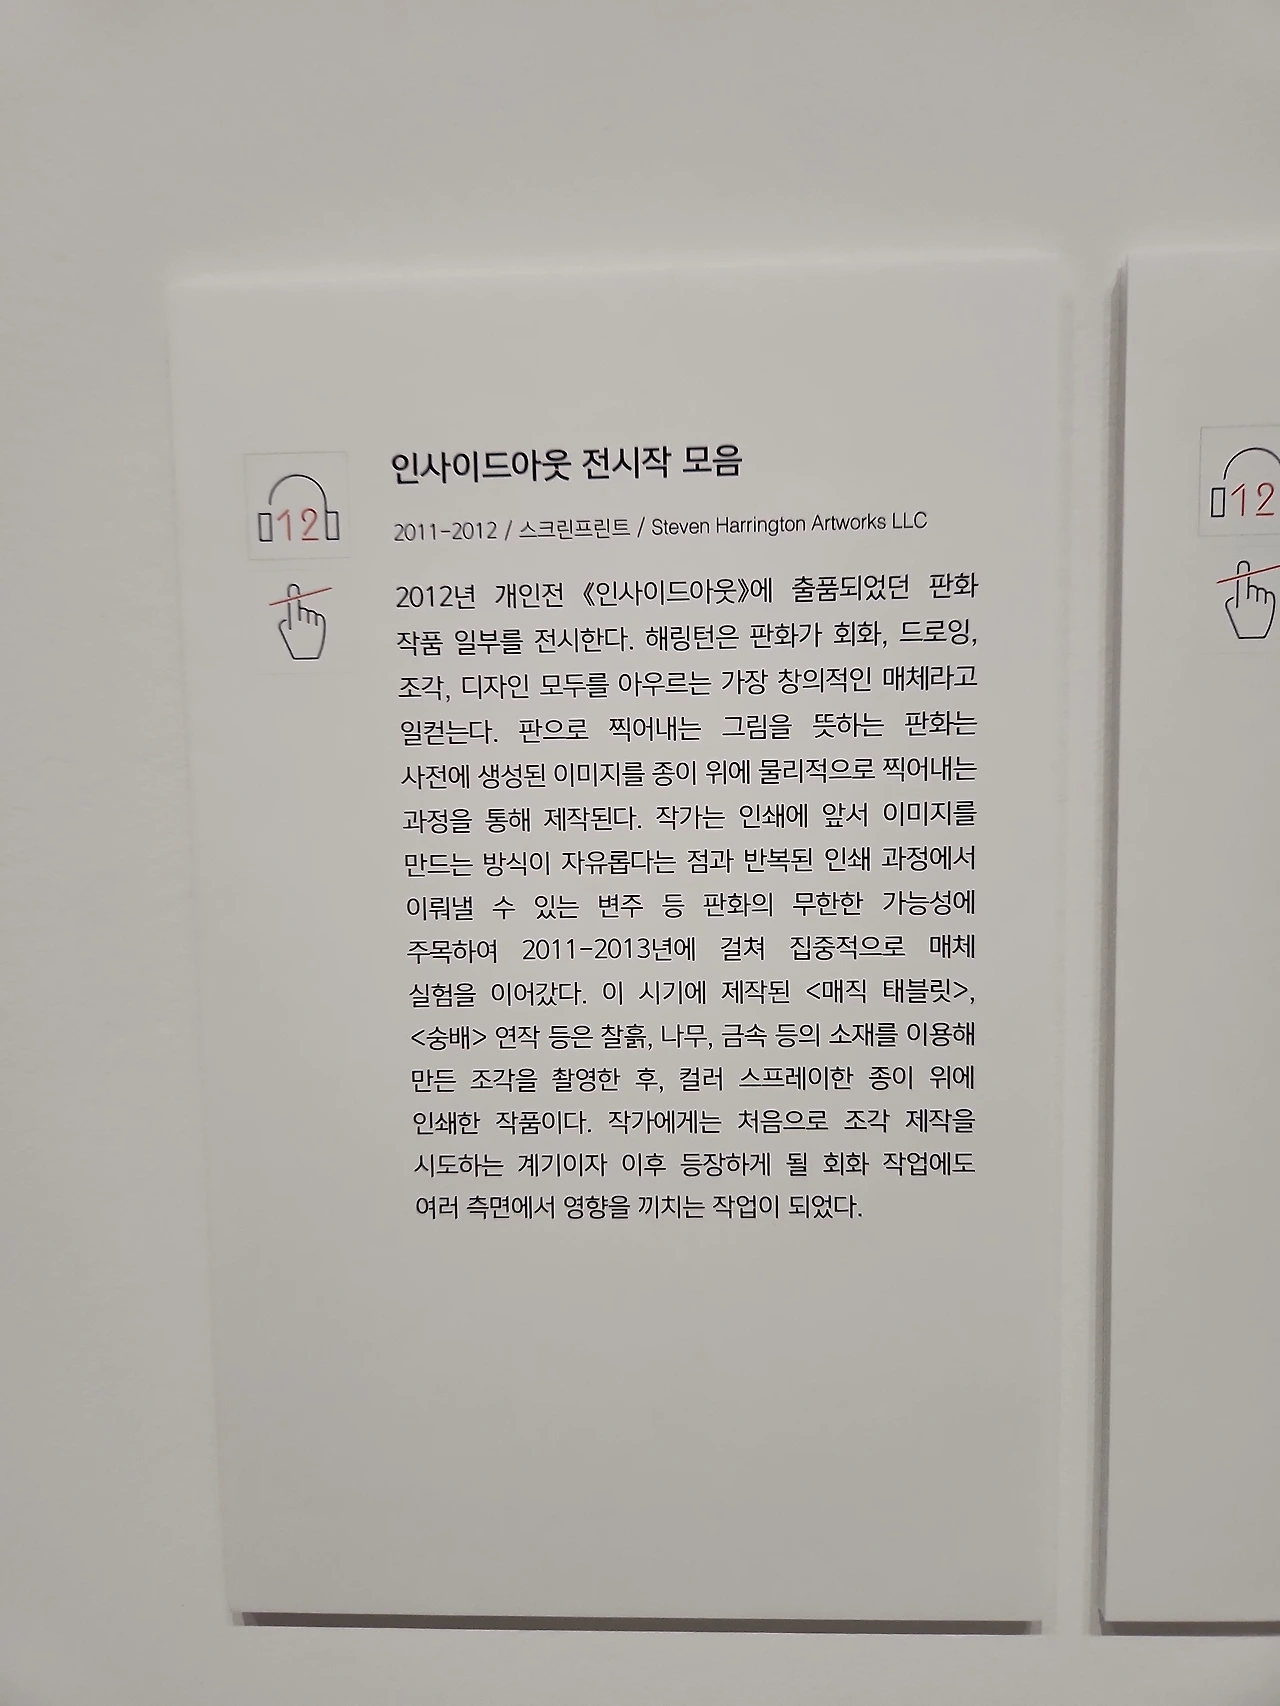 인사이드아웃 전시작 모음
12
2011-2012 / 스크린프린트 / Steven Harrington Artworks LLC
2012년 개인전 《인사이드아웃》에 출품되었던 판화
작품 일부를 전시한다. 해링턴은 판화가 회화, 드로잉,
조각, 디자인 모두를 아우르는 가장 창의적인 매체라고
일컫는다. 판으로 찍어내는 그림을 뜻하는 판화는
사전에 생성된 이미지를 종이 위에 물리적으로 찍어내는
과정을 통해 제작된다. 작가는 인쇄에 앞서 이미지를
만드는 방식이 자유롭다는 점과 반복된 인쇄 과정에서
이뤄낼 수 있는 변주 등 판화의 무한한 가능성에
주목하여 2011-2013년에 걸쳐 집중적으로 매체
실험을 이어갔다. 이 시기에 제작된 <매직 태블릿>,
<숭배> 연작 등은 찰흙, 나무, 금속 등의 소재를 이용해
만든 조각을 촬영한 후, 컬러 스프레이한 종이 위에
인쇄한 작품이다. 작가에게는 처음으로 조각 제작을
시도하는 계기이자 이후 등장하게 될 회화 작업에도
여러 측면에서 영향을 끼치는 작업이 되었다.
12